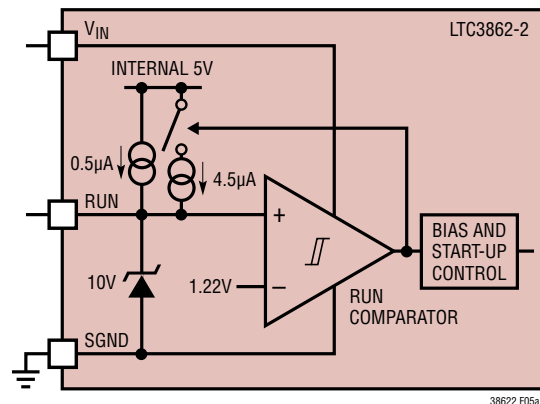 V_IN
LTC3862-2
INTERNAL 5V
0.5µA
4.5µA
RUN
+
10V
1.22V
–
BIAS AND
START-UP
CONTROL
RUN
COMPARATOR
SGND
38622 F05a